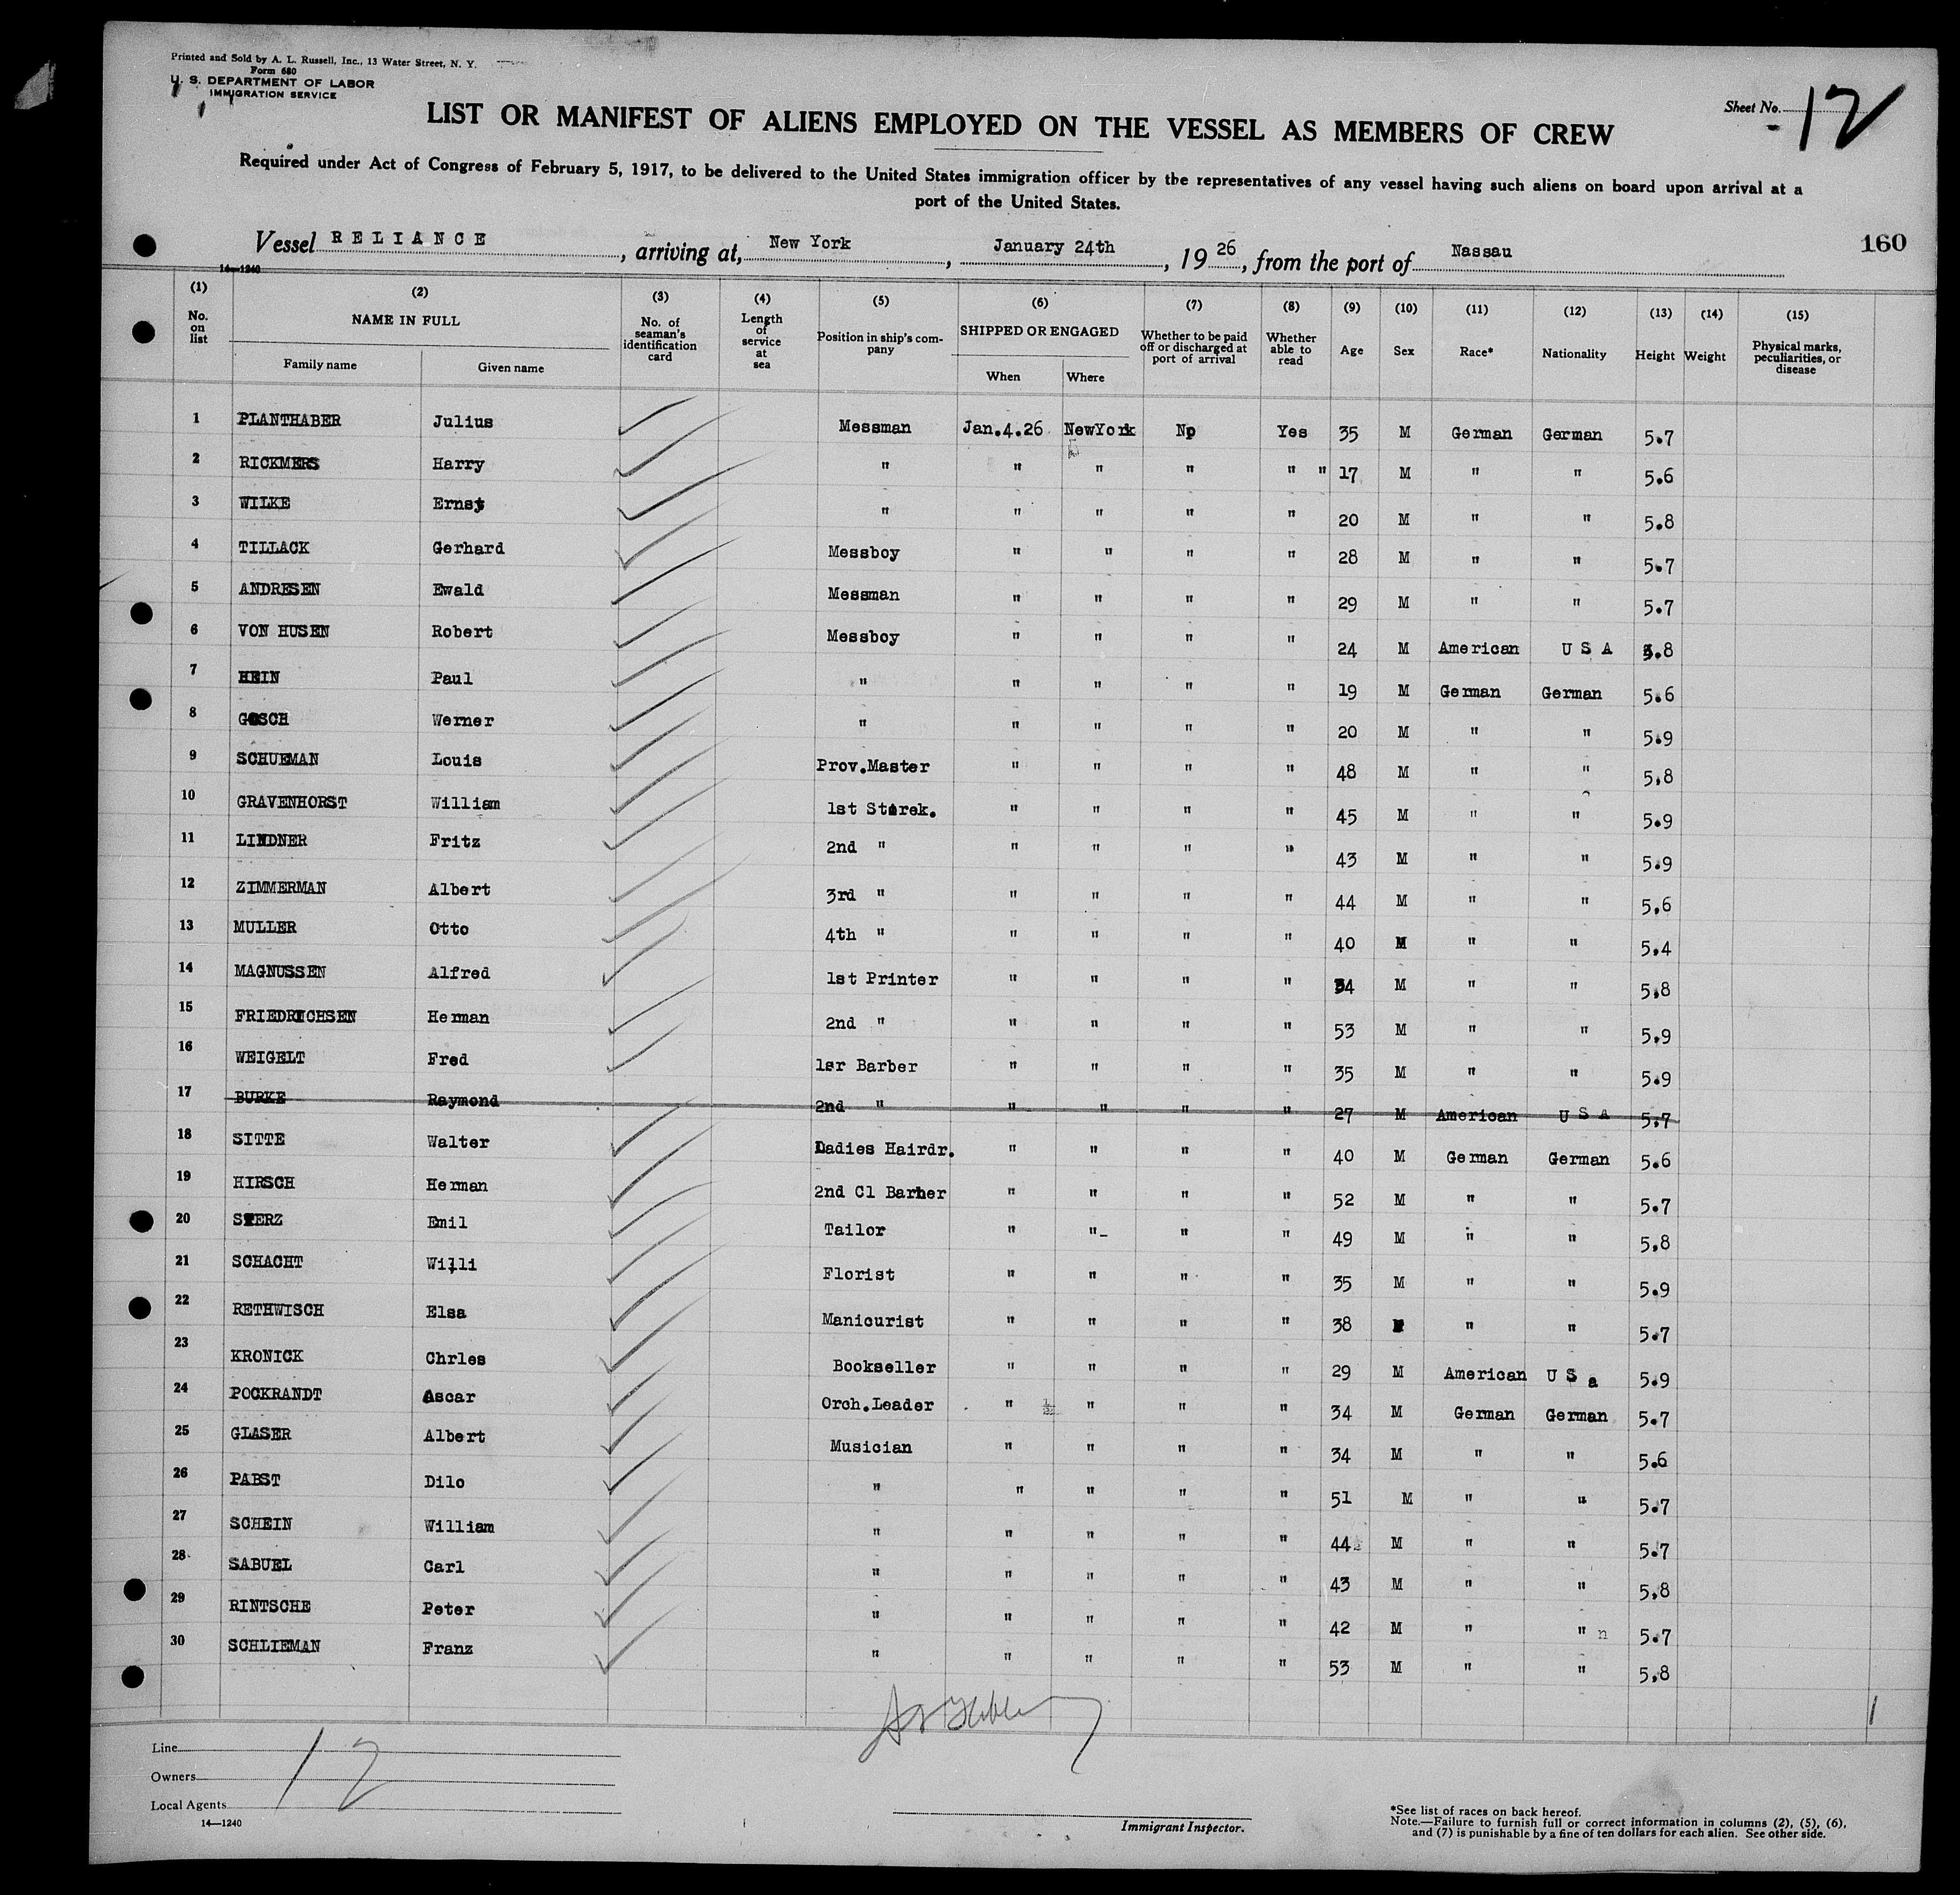 Printed and Sold by A. L. Russell, Inc., 13 Water Street, N. Y.
Form 680
U. S. DEPARTMENT OF LABOR
IMMIGRATION SERVICE
Sheet No. 12
LIST OR MANIFEST OF ALIENS EMPLOYED ON THE VESSEL AS MEMBERS OF CREW
Required under Act of Congress of February 5, 1917, to be delivered to the United States immigration officer by the representatives of any vessel having such aliens on board upon arrival at a
port of the United States.
Vessel RELIANCE, arriving at, New York, January 24th, 1926, from the port of Nassau
160
14—1240
(1) (2) (3) (4) (5) (6) (7) (8) (9) (10) (11) (12) (13) (14) (15)
No. on list NAME IN FULL Family name Given name No. of seaman's identification card Length of service at sea Position in ship's company SHIPPED OR ENGAGED When Where Whether to be paid off or discharged at port of arrival Whether able to read Age Sex Race* Nationality Height Weight Physical marks, peculiarities, or disease
1 PLANTHABER Julius Messman Jan.4.26 NewYork No Yes 35 M German German 5.7
2 RICKMERS Harry " " " " " " 17 M " " 5.6
3 WILKE Ernst " " " " " 20 M " " 5.8
4 TILLACK Gerhard Messboy " " " " 28 M " " 5.7
5 ANDRESEN Ewald Messman " " " " 29 M " " 5.7
6 VON HUSEN Robert Messboy " " " " 24 M American U S A 5.8
7 HEIN Paul " " " " " 19 M German German 5.6
8 GOSCH Werner " " " " " 20 M " " 5.9
9 SCHUEMAN Louis Prov.Master " " " " 48 M " " 5,8
10 GRAVENHORST William 1st Storek. " " " " 45 M " " 5.9
11 LINDNER Fritz 2nd " " " " " 43 M " " 5.9
12 ZIMMERMAN Albert 3rd " " " " " 44 M " " 5,6
13 MULLER Otto 4th " " " " " 40 M " " 5,4
14 MAGNUSSEN Alfred 1st Printer " " " " 34 M " " 5,8
15 FRIEDRICHSEN Herman 2nd " " " " " 53 M " " 5,9
16 WEIGELT Fred 1sr Barber " " " " 35 M " " 5.9
17 BURKE Raymond 2nd " " " " " 27 M American U S A 5,7
18 SITTE Walter Ladies Hairdr. " " " " 40 M German German 5.6
19 HIRSCH Herman 2nd Cl Barher " " " " 52 M " " 5.7
20 STERZ Emil Tailor " "- " " 49 M " " 5,8
21 SCHACHT Willi Florist " " " " 35 M " " 5.9
22 RETHWISCH Elsa Manicurist " " " " 38 F " " 5.7
23 KRONICK Chrles Bookseller " " " " 29 M American U S a 5.9
24 POCKRANDT Ascar Orch.Leader " " " " 34 M German German 5.7
25 GLASER Albert Musician " " " " 34 M " " 5.6
26 PABST Dilo " " " " " 51 M " " 5.7
27 SCHEIN William " " " " " 44 M " " 5.7
28 SABUEL Carl " " " " " 43 M " " 5,8
29 RINTSCHE Peter " " " " " 42 M " " 5.7
30 SCHLIEMAN Franz " " " " " 53 M " " 5,8
Line
Owners
Local Agents
12
14—1240
Immigrant Inspector.
*See list of races on back hereof.
Note.—Failure to furnish full or correct information in columns (2), (5), (6),
and (7) is punishable by a fine of ten dollars for each alien. See other side.